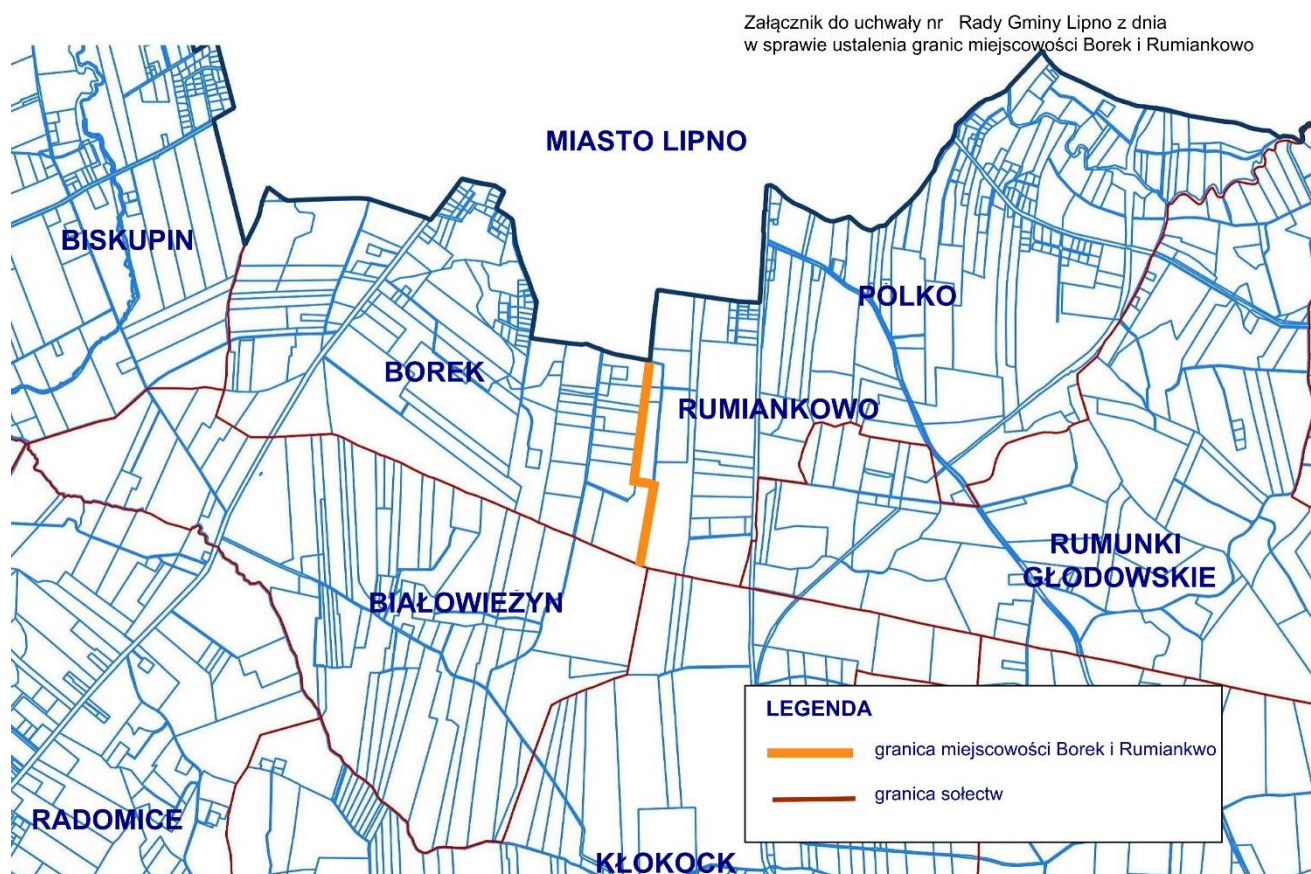 Załącznik do uchwały nr Rady Gminy Lipno z dnia
w sprawie ustalenia granic miejscowości Borek i Rumiankowo
MIASTO LIPNO
BISKUPIN
POLKO
BOREK
RUMIANKOWO
RUMUNKI
GŁODOWSKIE
BIAŁOWIEŻYN
LEGENDA
granica miejscowości Borek i Rumiankwo
granica sołectw
RADOMICE
KŁOKOCK